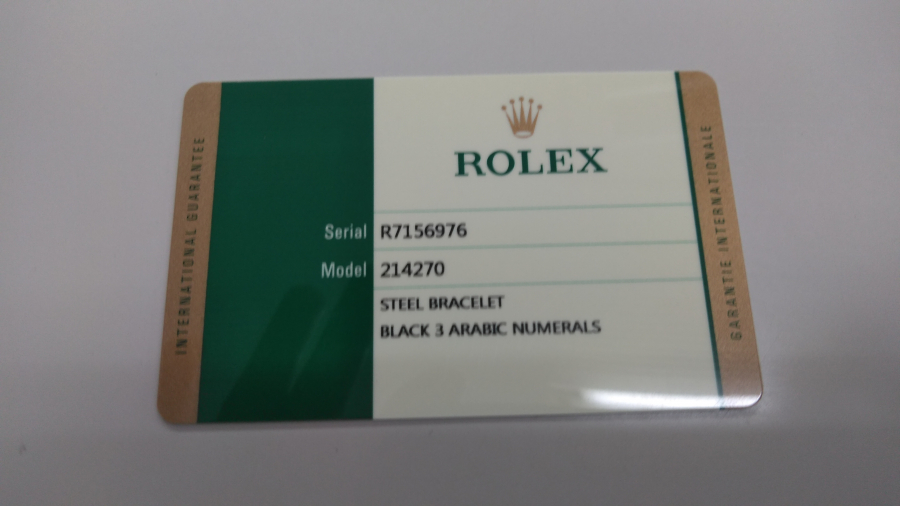 INTERNATIONAL GUARANTEE
ROLEX
Serial R7156976
Model 214270
STEEL BRACELET
BLACK 3 ARABIC NUMERALS
GARANTIE INTERNATIONALE